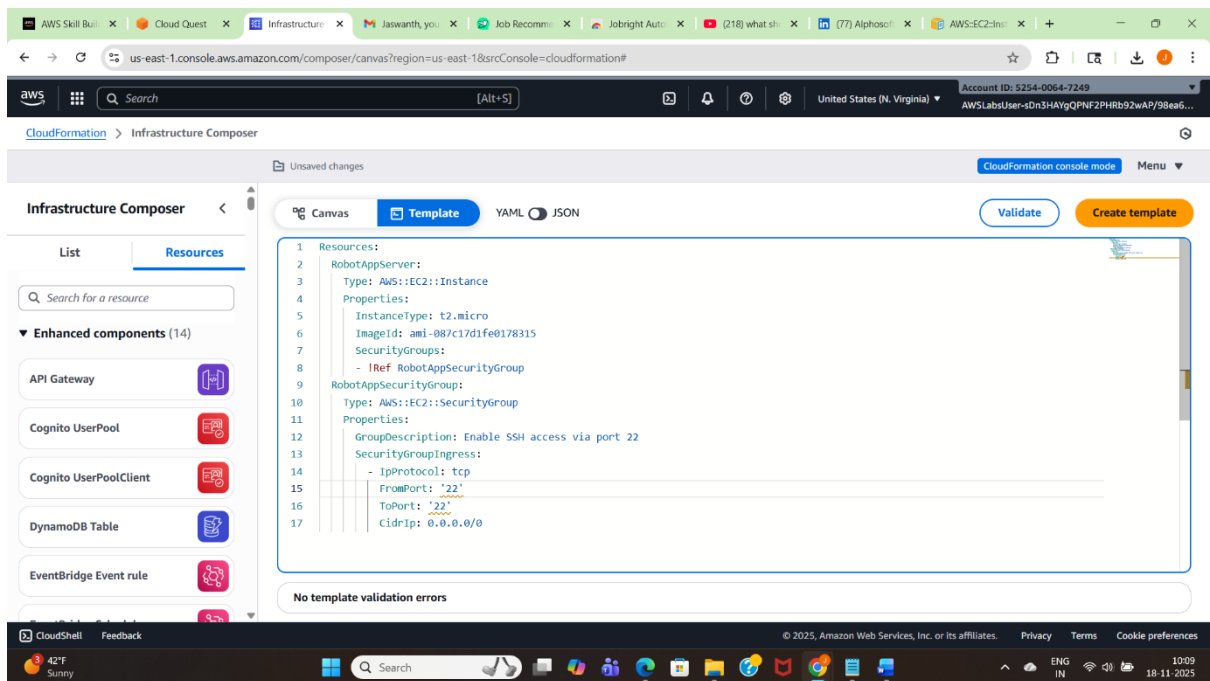 AWS Skill Buil
Cloud Quest
Infrastructure
Jaswanth, you
Job Recomme
Jobright Auto
(218) what sh
(77) Alphosoft
AWS::EC2::Inst
us-east-1.console.aws.amazon.com/composer/canvas?region=us-east-1&srcConsole=cloudformation#
J
aws
Search [Alt+S]
United States (N. Virginia) ▼
Account ID: 5254-0064-7249 ▼
AWSLabsUser-sDn3HAYgQPNF2PHRb92wAP/98ea6...
CloudFormation > Infrastructure Composer
Unsaved changes
CloudFormation console mode
Menu ▼
Infrastructure Composer
Canvas
Template
YAML
JSON
Validate
Create template
List
Resources
Search for a resource
▼ Enhanced components (14)
API Gateway
Cognito UserPool
Cognito UserPoolClient
DynamoDB Table
EventBridge Event rule
1 Resources:
2 RobotAppServer:
3 Type: AWS::EC2::Instance
4 Properties:
5 InstanceType: t2.micro
6 ImageId: ami-087c17d1fe0178315
7 SecurityGroups:
8 - !Ref RobotAppSecurityGroup
9 RobotAppSecurityGroup:
10 Type: AWS::EC2::SecurityGroup
11 Properties:
12 GroupDescription: Enable SSH access via port 22
13 SecurityGroupIngress:
14 - IpProtocol: tcp
15 FromPort: '22'
16 ToPort: '22'
17 CidrIp: 0.0.0.0/0
No template validation errors
CloudShell Feedback
© 2025, Amazon Web Services, Inc. or its affiliates. Privacy Terms Cookie preferences
3
42°F
Sunny
Search
ENG
IN
10:09
18-11-2025